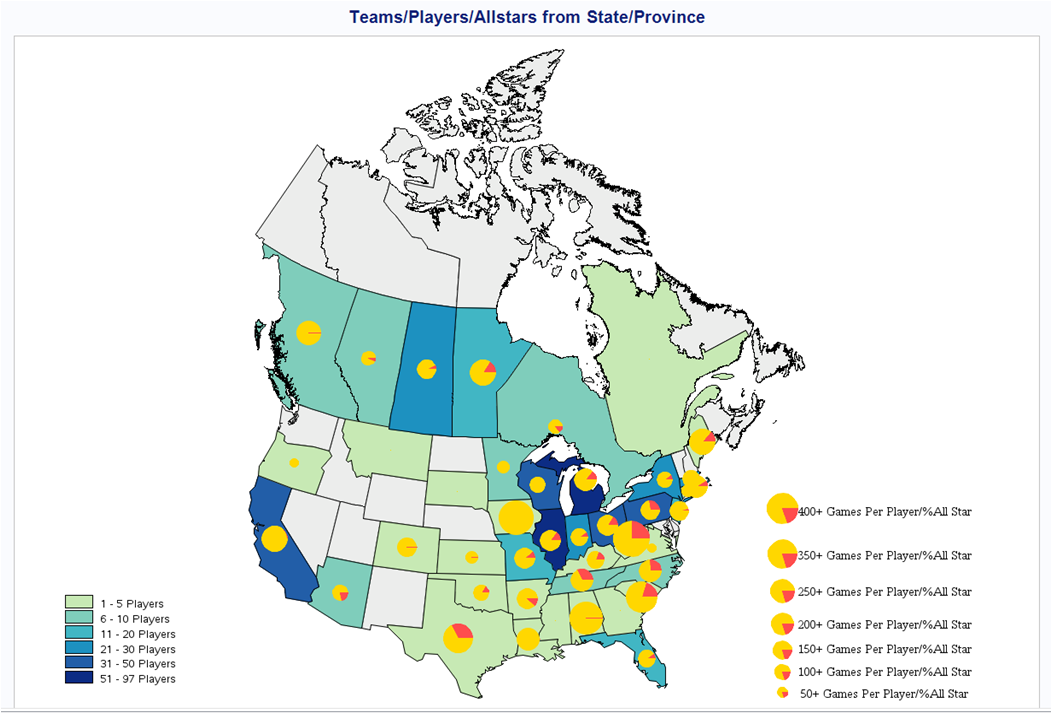 Teams/Players/Allstars from State/Province
1 - 5 Players
6 - 10 Players
11 - 20 Players
21 - 30 Players
31 - 50 Players
51 - 97 Players
400+ Games Per Player/%All Star
350+ Games Per Player/%All Star
250+ Games Per Player/%All Star
200+ Games Per Player/%All Star
150+ Games Per Player/%All Star
100+ Games Per Player/%All Star
50+ Games Per Player/%All Star